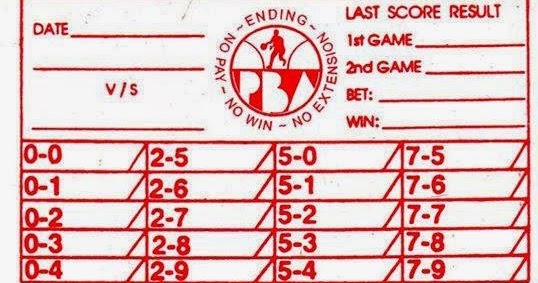 DATE
V/S
ENDING ~ NO EXTENSION ~ NO WIN ~ NO PAY ~
PBA
LAST SCORE RESULT
1st GAME
2nd GAME
BET:
WIN:
0-0 / 2-5 / 5-0 / 7-5 /
0-1 / 2-6 / 5-1 / 7-6 /
0-2 / 2-7 / 5-2 / 7-7 /
0-3 / 2-8 / 5-3 / 7-8 /
0-4 / 2-9 / 5-4 / 7-9 /